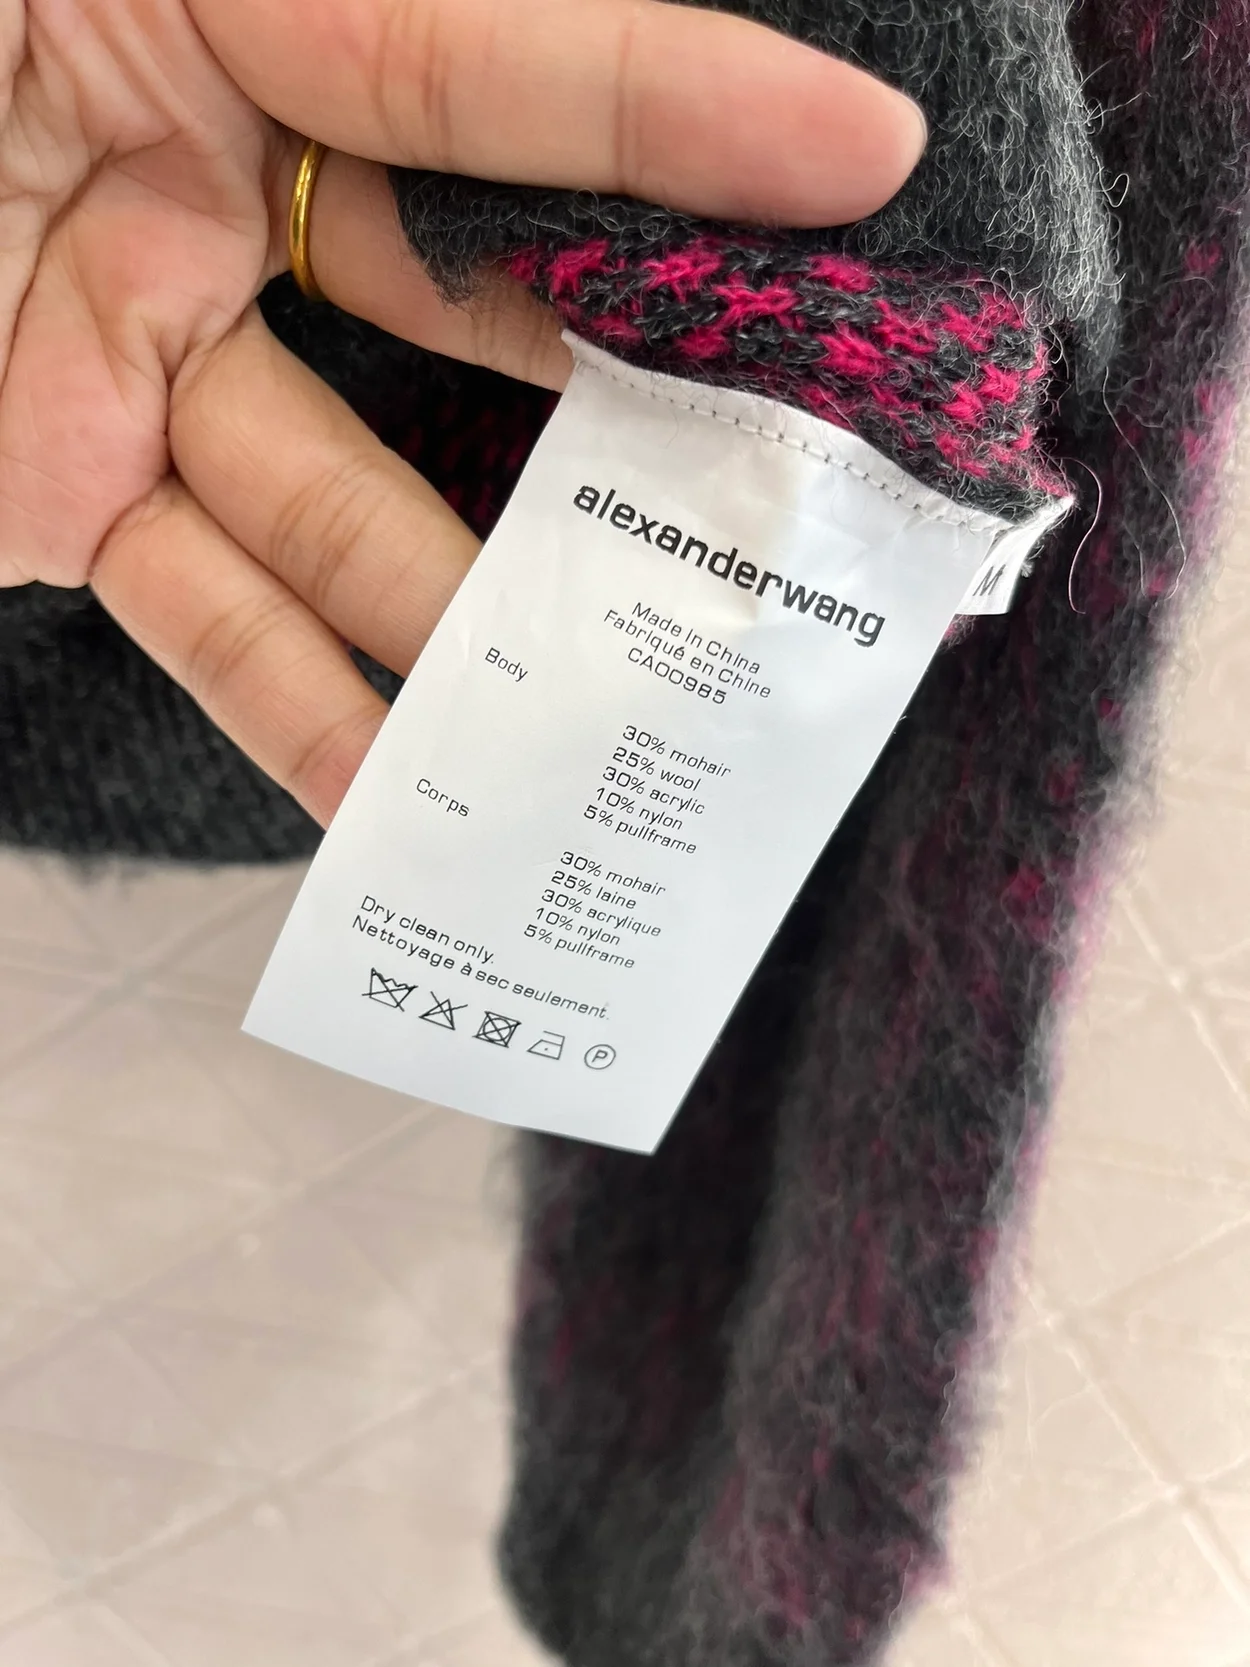 alexanderwang
M
Made in China
Fabriqué en Chine
CA00985
Body
30% mohair
25% wool
30% acrylic
10% nylon
5% pullframe
Corps
30% mohair
25% laine
30% acrylique
10% nylon
5% pullframe
Dry clean only.
Nettoyage à sec seulement.
P